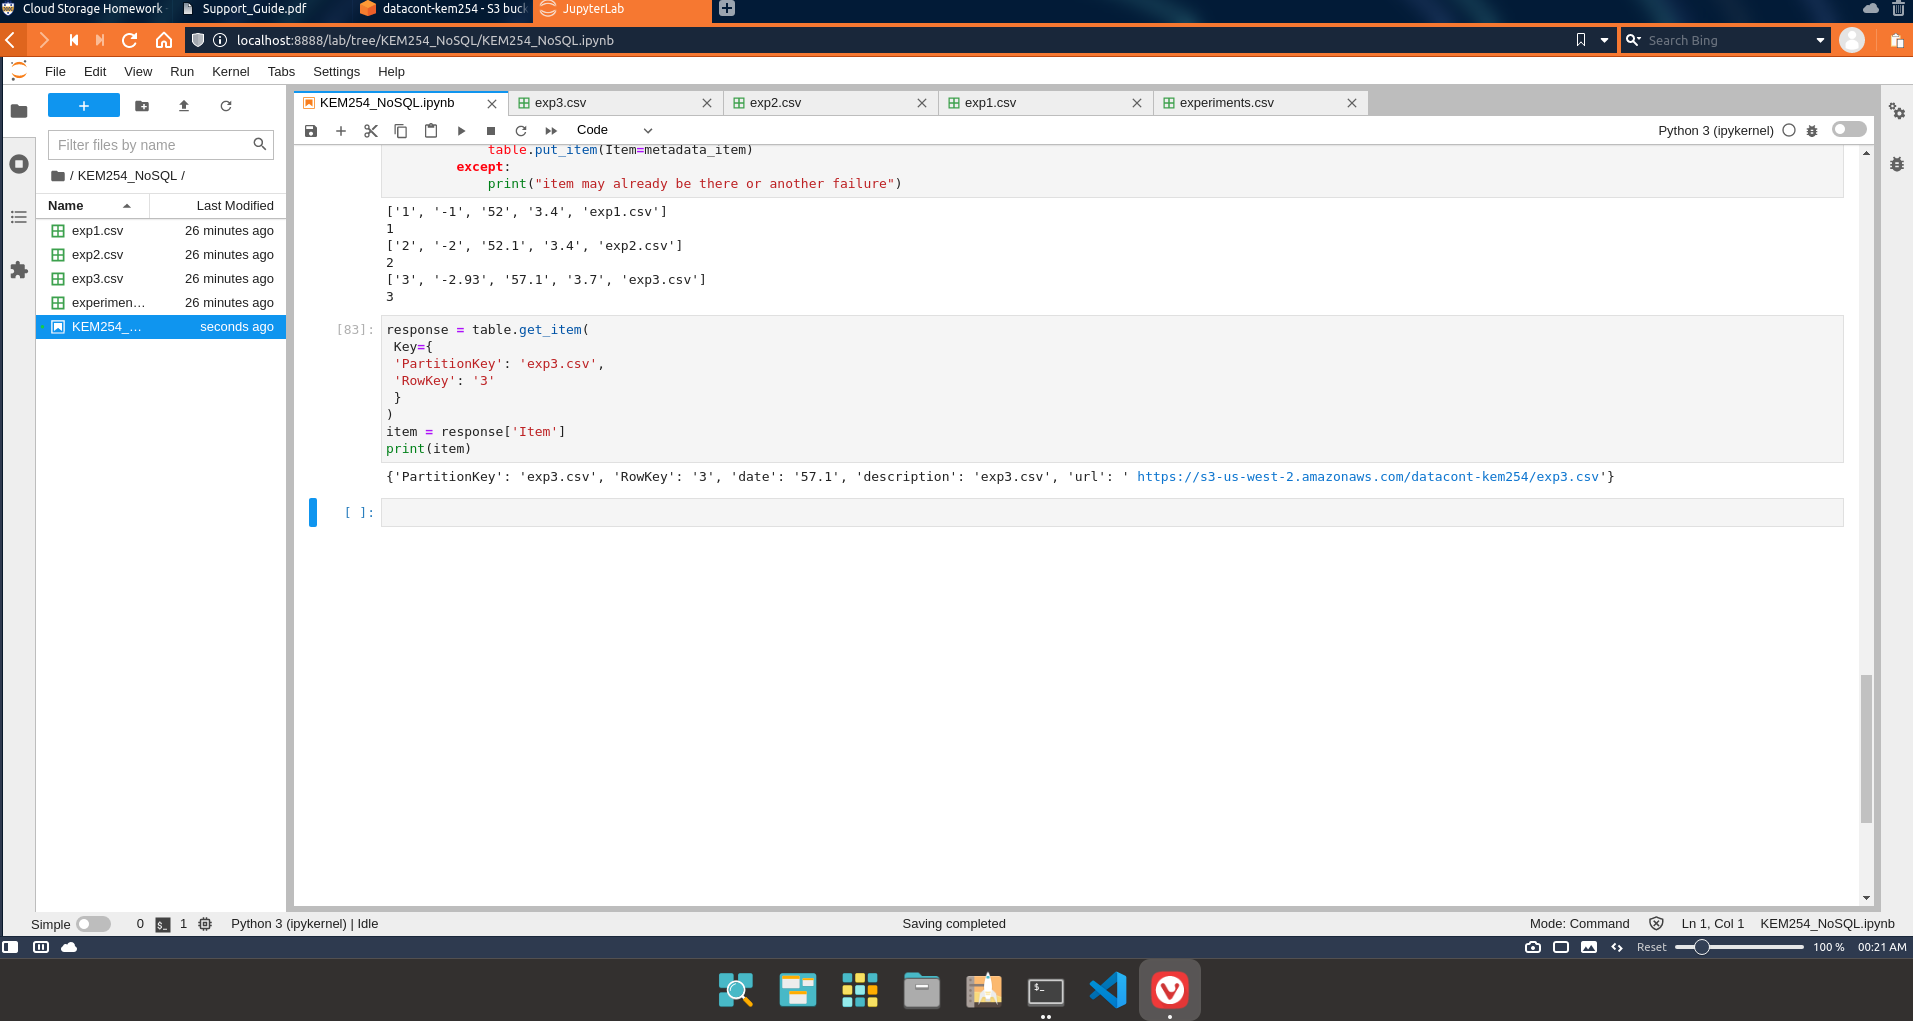 Cloud Storage Homework
Support_Guide.pdf
datacont-kem254 - S3 buck
JupyterLab
localhost:8888/lab/tree/KEM254_NoSQL/KEM254_NoSQL.ipynb
Search Bing
File Edit View Run Kernel Tabs Settings Help
+
Filter files by name
/ KEM254_NoSQL /
Name Last Modified
exp1.csv 26 minutes ago
exp2.csv 26 minutes ago
exp3.csv 26 minutes ago
experimen… 26 minutes ago
KEM254_… seconds ago
KEM254_NoSQL.ipynb
exp3.csv
exp2.csv
exp1.csv
experiments.csv
Code
Python 3 (ipykernel)
table.put_item(Item=metadata_item)
except:
print("item may already be there or another failure")
['1', '-1', '52', '3.4', 'exp1.csv']
1
['2', '-2', '52.1', '3.4', 'exp2.csv']
2
['3', '-2.93', '57.1', '3.7', 'exp3.csv']
3
[83]:
response = table.get_item(
Key={
'PartitionKey': 'exp3.csv',
'RowKey': '3'
}
)
item = response['Item']
print(item)
{'PartitionKey': 'exp3.csv', 'RowKey': '3', 'date': '57.1', 'description': 'exp3.csv', 'url': ' https://s3-us-west-2.amazonaws.com/datacont-kem254/exp3.csv'}
[ ]:
Simple 0 $_ 1 Python 3 (ipykernel) | Idle
Saving completed
Mode: Command Ln 1, Col 1 KEM254_NoSQL.ipynb
Reset 100 % 00:21 AM
$_